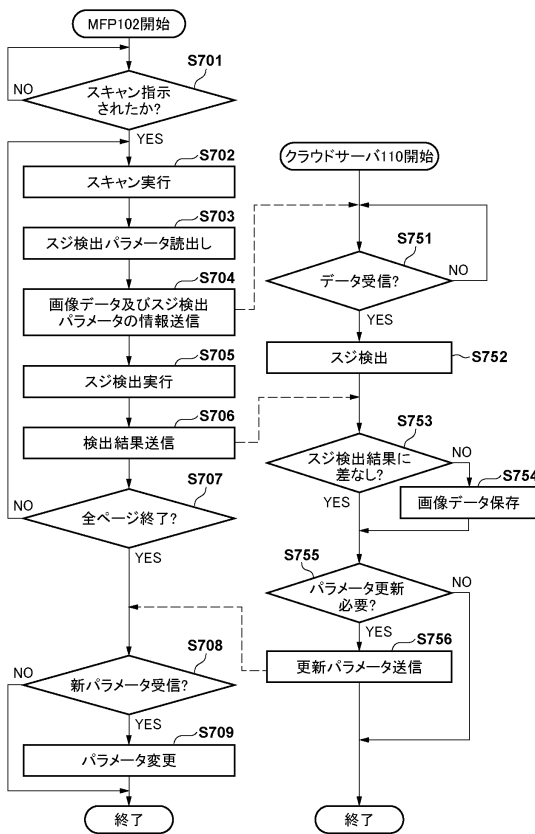 MFP102開始
S701
スキャン指示
されたか?
NO
YES
S702
スキャン実行
S703
スジ検出パラメータ読出し
S704
画像データ及びスジ検出
パラメータの情報送信
S705
スジ検出実行
S706
検出結果送信
S707
全ページ終了?
NO
YES
S708
新パラメータ受信?
NO
YES
S709
パラメータ変更
終了
クラウドサーバ110開始
S751
データ受信?
NO
YES
スジ検出
S752
S753
スジ検出結果に
差なし?
NO
YES
S754
画像データ保存
S755
パラメータ更新
必要?
NO
YES
S756
更新パラメータ送信
終了